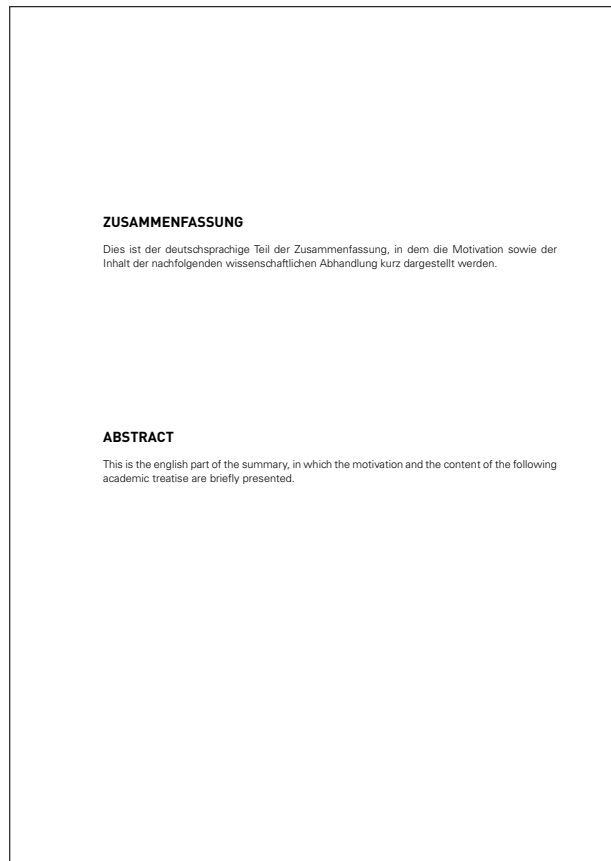 ZUSAMMENFASSUNG
Dies ist der deutschsprachige Teil der Zusammenfassung, in dem die Motivation sowie der
Inhalt der nachfolgenden wissenschaftlichen Abhandlung kurz dargestellt werden.
ABSTRACT
This is the english part of the summary, in which the motivation and the content of the following
academic treatise are briefly presented.